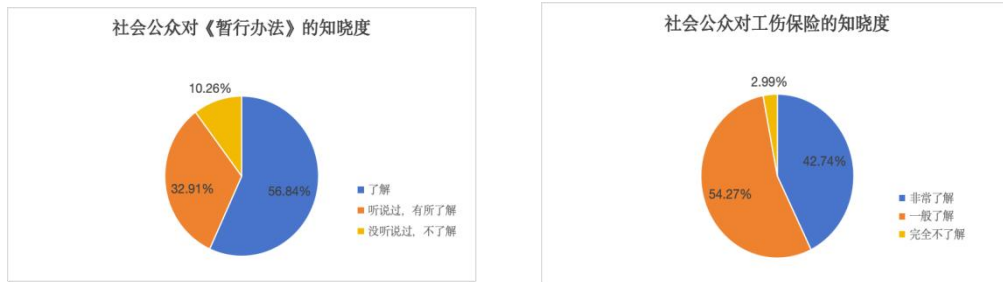 社会公众对《暂行办法》的知晓度
10.26%
32.91%
56.84%
了解
听说过，有所了解
没听说过，不了解
社会公众对工伤保险的知晓度
2.99%
42.74%
54.27%
非常了解
一般了解
完全不了解